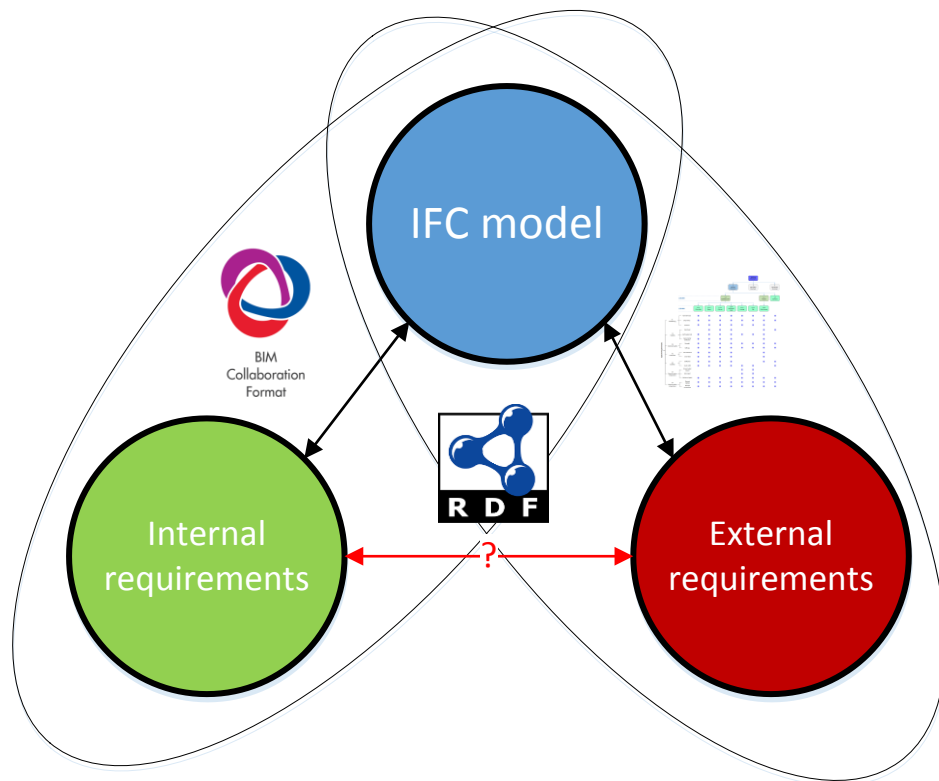 IFC model
BIM
Collaboration
Format
RDF
Internal
requirements
?
External
requirements